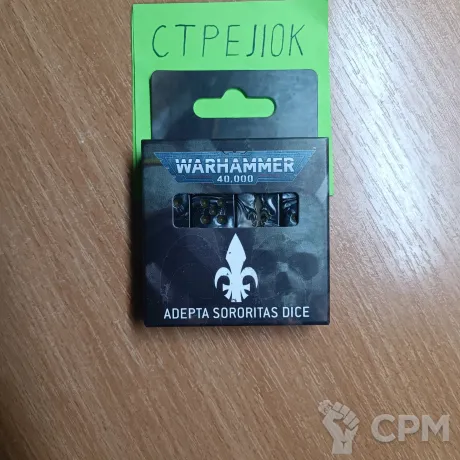 СТРЕЛОК
WARHAMMER
40,000
ADEPTA SORORITAS DICE
CPM